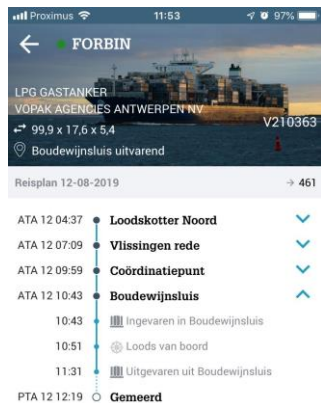 Proximus 11:53 97%
FORBIN
LPG GASTANKER
VOPAK AGENCIES ANTWERPEN NV
99,9 x 17,6 x 5,4 V210363
Boudewijnsluis uitvarend
Reisplan 12-08-2019 → 461
ATA 12 04:37 Loodskotter Noord
ATA 12 07:09 Vlissingen rede
ATA 12 09:59 Coördinatiepunt
ATA 12 10:43 Boudewijnsluis
10:43 Ingevaren in Boudewijnsluis
10:51 Loods van boord
11:31 Uitgevaren uit Boudewijnsluis
PTA 12 12:19 Gemeerd